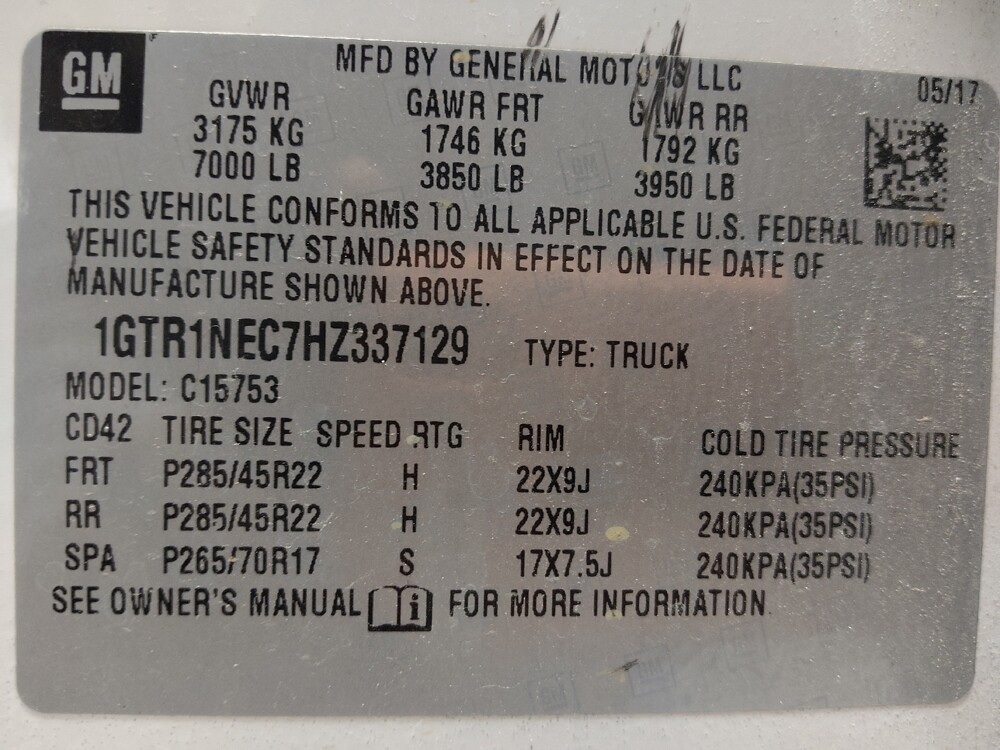 GM
MFD BY GENERAL MOTORS LLC
05/17
GVWR GAWR FRT GAWR RR
3175 KG 1746 KG 1792 KG
7000 LB 3850 LB 3950 LB
THIS VEHICLE CONFORMS TO ALL APPLICABLE U.S. FEDERAL MOTOR
VEHICLE SAFETY STANDARDS IN EFFECT ON THE DATE OF
MANUFACTURE SHOWN ABOVE.
1GTR1NEC7HZ337129 TYPE: TRUCK
MODEL: C15753
CD42 TIRE SIZE SPEED RTG RIM COLD TIRE PRESSURE
FRT P285/45R22 H 22X9J 240KPA(35PSI)
RR P285/45R22 H 22X9J 240KPA(35PSI)
SPA P265/70R17 S 17X7.5J 240KPA(35PSI)
SEE OWNER'S MANUAL i FOR MORE INFORMATION.